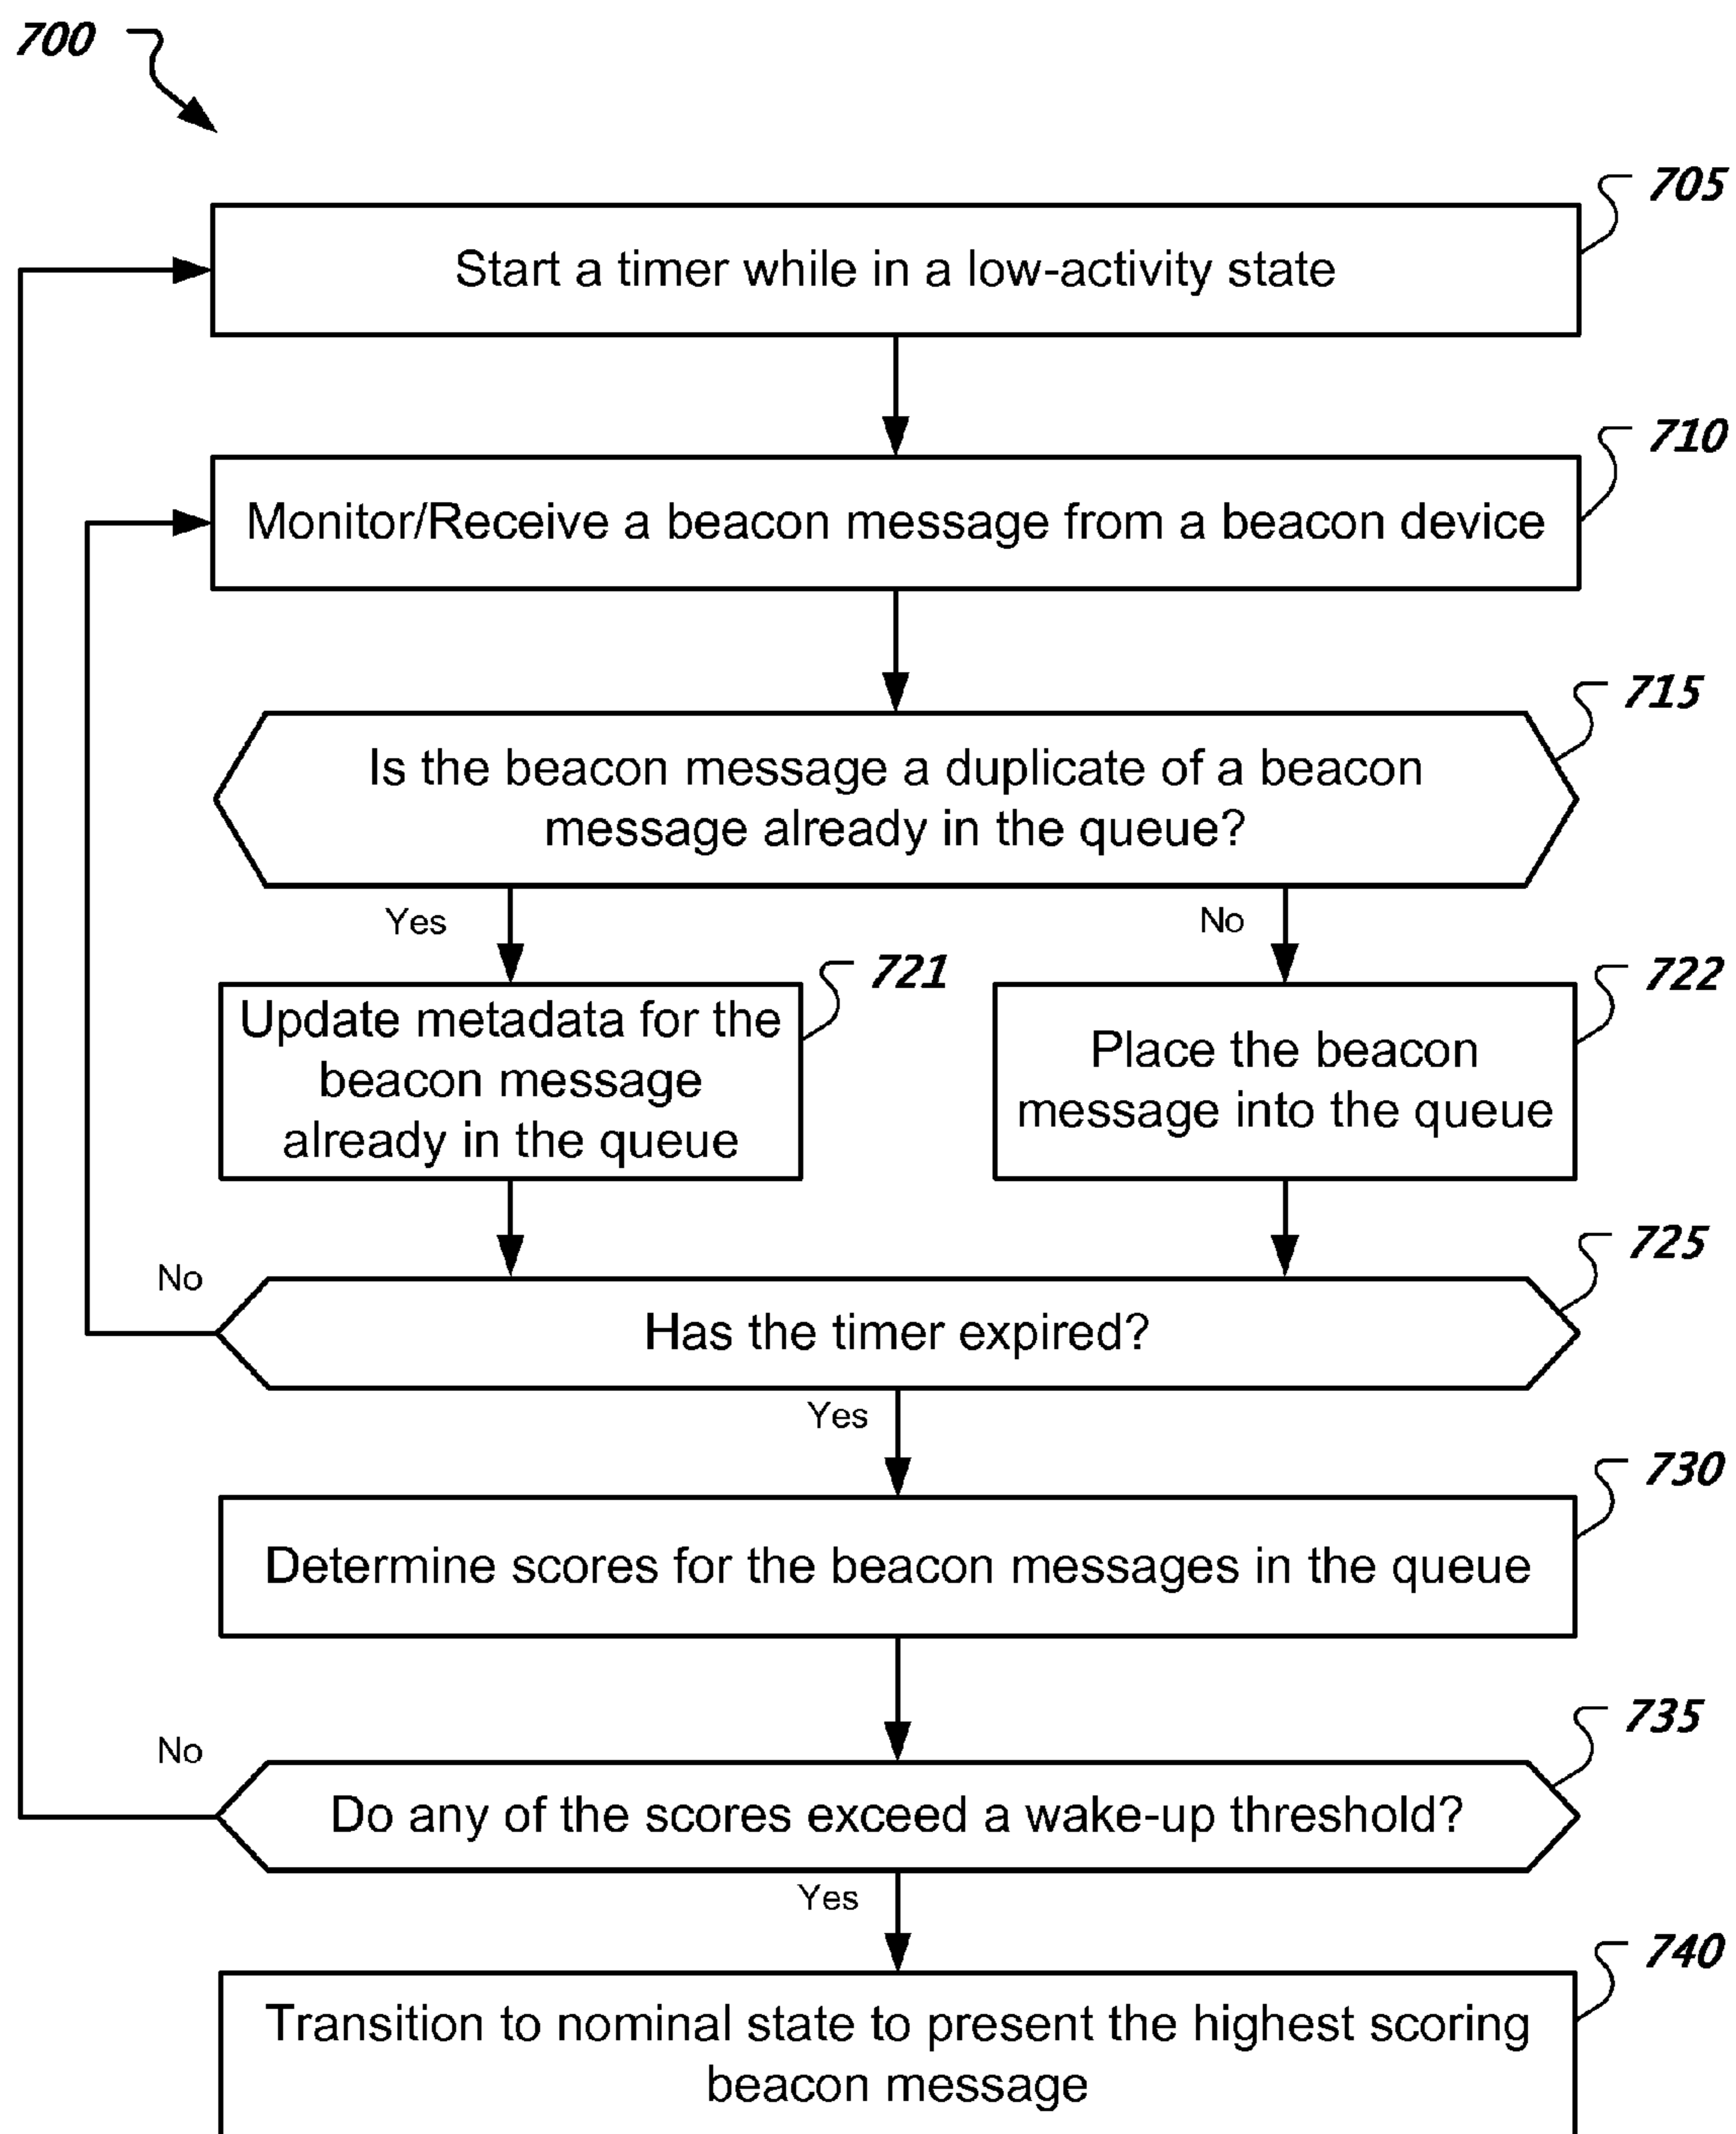 700
705
Start a timer while in a low-activity state
710
Monitor/Receive a beacon message from a beacon device
715
Is the beacon message a duplicate of a beacon
message already in the queue?
Yes
No
721
722
Update metadata for the
beacon message
already in the queue
Place the beacon
message into the queue
725
No
Has the timer expired?
Yes
730
Determine scores for the beacon messages in the queue
735
No
Do any of the scores exceed a wake-up threshold?
Yes
740
Transition to nominal state to present the highest scoring
beacon message